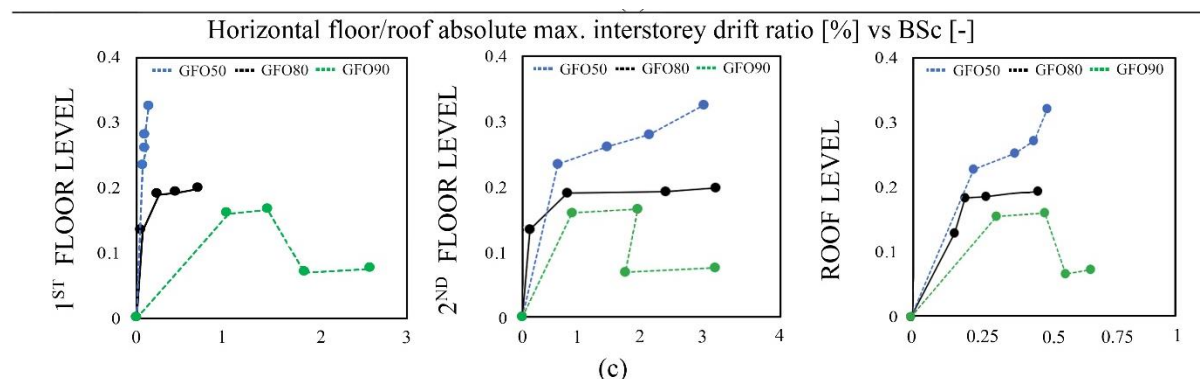 Horizontal floor/roof absolute max. interstorey drift ratio [%] vs BSc [-]
1ST FLOOR LEVEL
0.4
0.3
0.2
0.1
0
GFO50 GFO80 GFO90
0 1 2 3
2ND FLOOR LEVEL
0.4
0.3
0.2
0.1
0
GFO50 GFO80 GFO90
0 1 2 3 4
ROOF LEVEL
0.4
0.3
0.2
0.1
0
GFO50 GFO80 GFO90
0 0.25 0.5 0.75 1
(c)